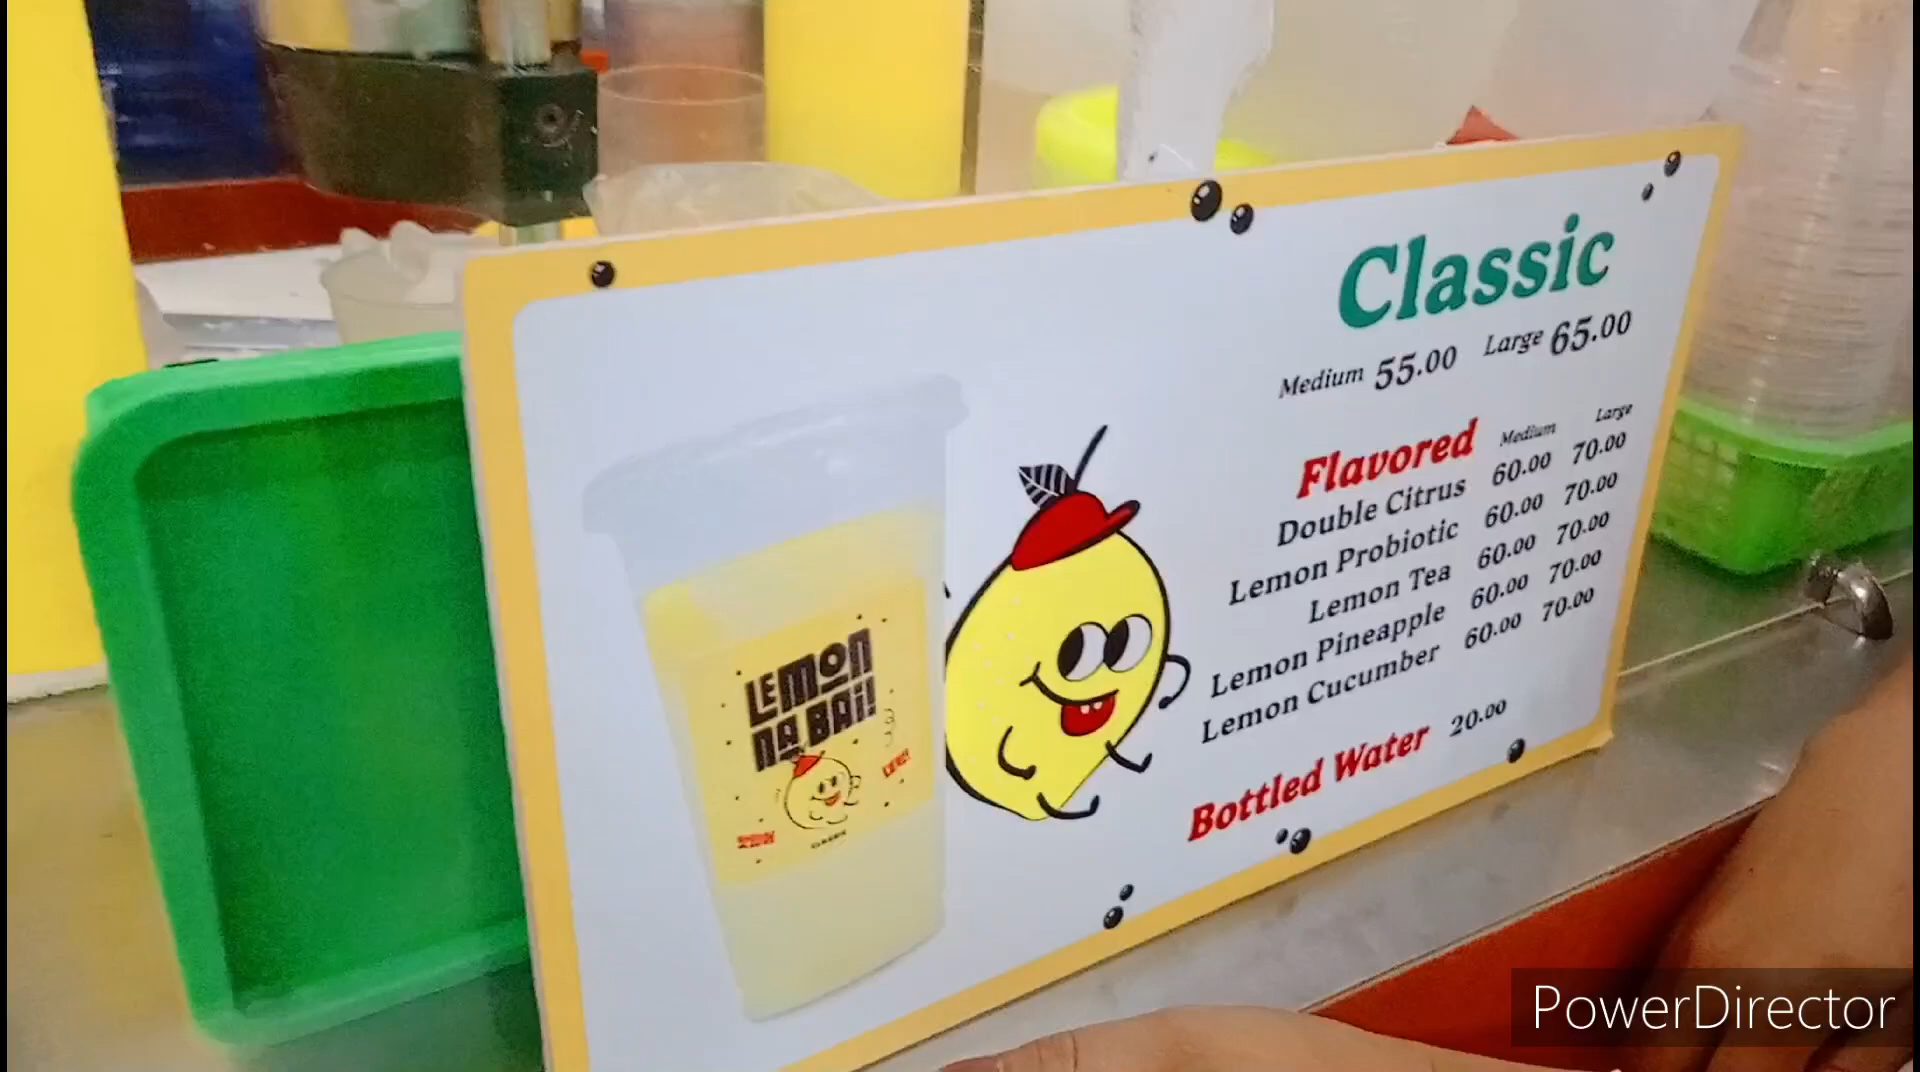 Classic
Medium 55.00 Large 65.00
Flavored Medium Large
Double Citrus 60.00 70.00
Lemon Probiotic 60.00 70.00
Lemon Tea 60.00 70.00
Lemon Pineapple 60.00 70.00
Lemon Cucumber 60.00 70.00
Bottled Water 20.00
LEMON
NA BAI!
PowerDirector